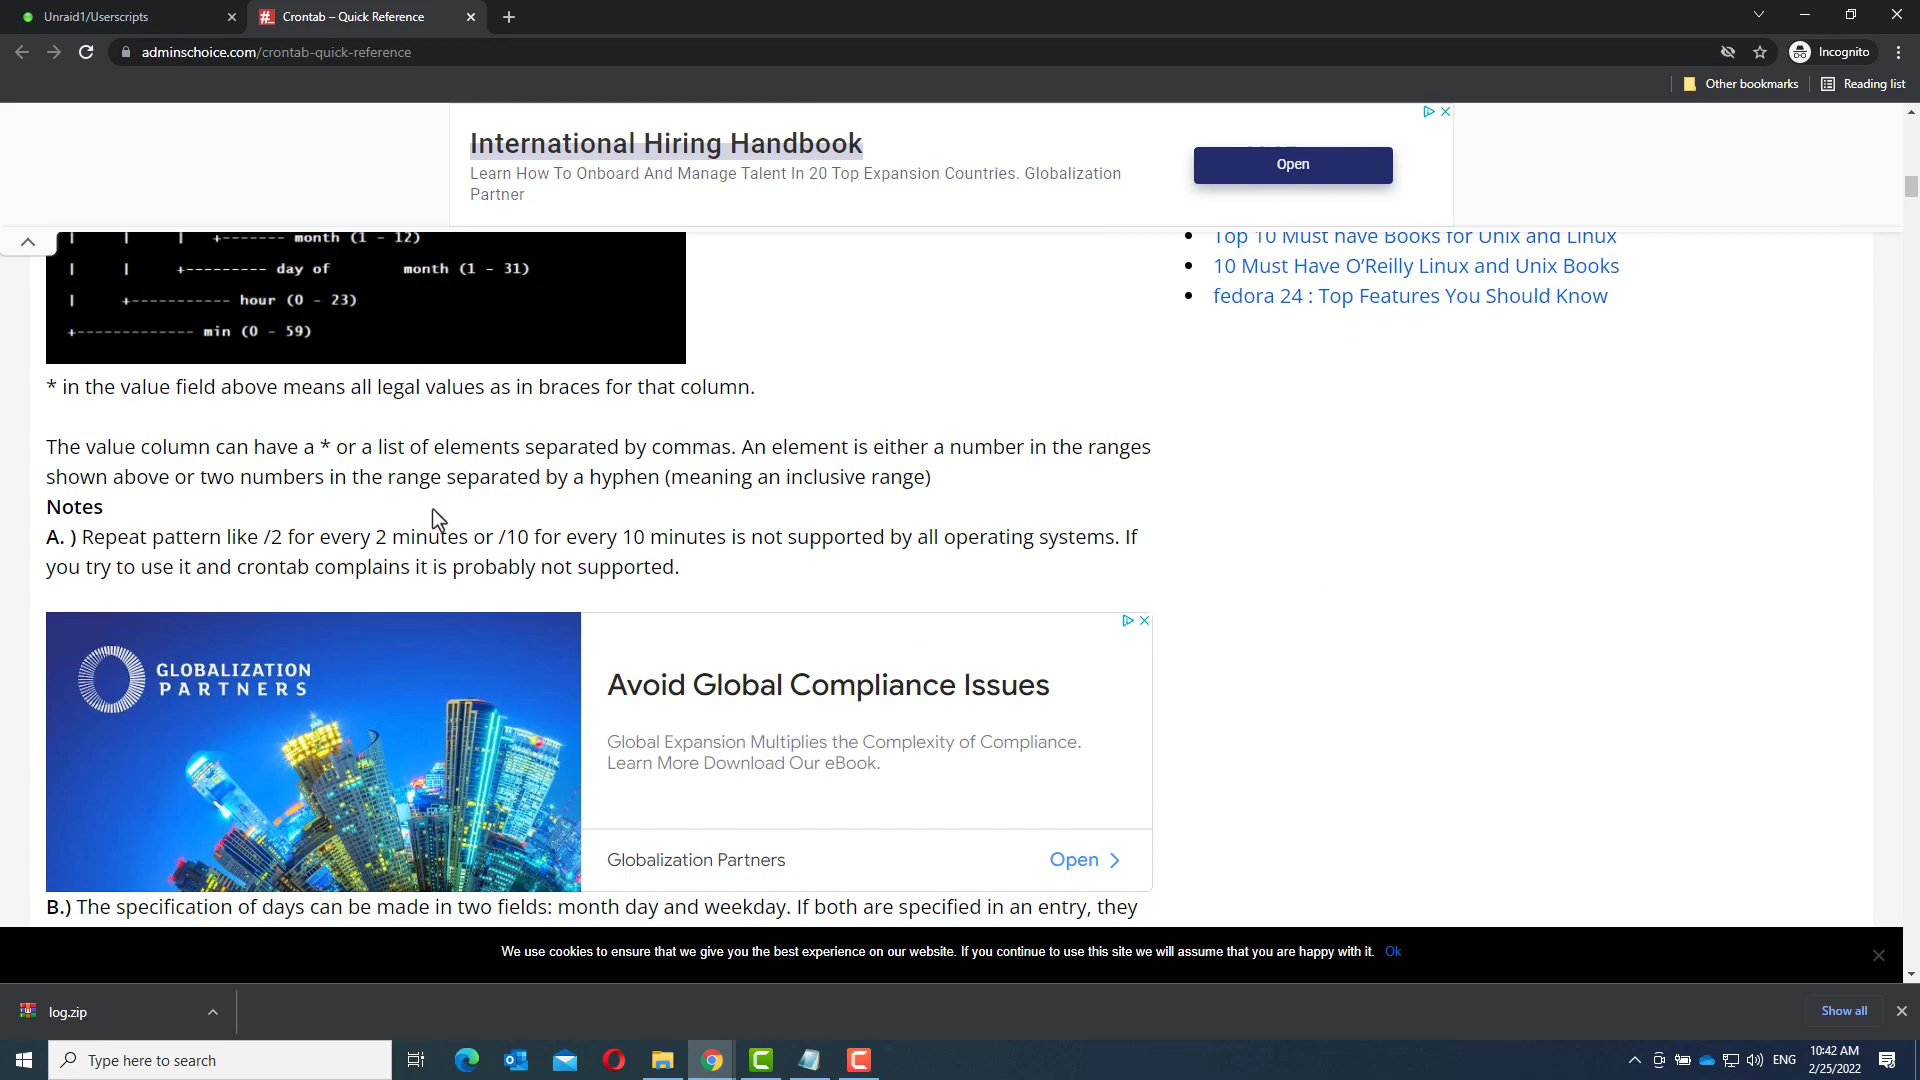 Unraid1/Userscripts
Crontab – Quick Reference
adminschoice.com/crontab-quick-reference
Incognito
Other bookmarks
Reading list
International Hiring Handbook
Learn How To Onboard And Manage Talent In 20 Top Expansion Countries. Globalization
Partner
Open
| | | +------- month (1 - 12)
| | +--------- day of month (1 - 31)
| +----------- hour (0 - 23)
+------------- min (0 - 59)
Top 10 Must have Books for Unix and Linux
10 Must Have O’Reilly Linux and Unix Books
fedora 24 : Top Features You Should Know
* in the value field above means all legal values as in braces for that column.
The value column can have a * or a list of elements separated by commas. An element is either a number in the ranges
shown above or two numbers in the range separated by a hyphen (meaning an inclusive range)
Notes
A. ) Repeat pattern like /2 for every 2 minutes or /10 for every 10 minutes is not supported by all operating systems. If
you try to use it and crontab complains it is probably not supported.
GLOBALIZATION
PARTNERS
Avoid Global Compliance Issues
Global Expansion Multiplies the Complexity of Compliance.
Learn More Download Our eBook.
Globalization Partners
Open
B.) The specification of days can be made in two fields: month day and weekday. If both are specified in an entry, they
We use cookies to ensure that we give you the best experience on our website. If you continue to use this site we will assume that you are happy with it. Ok
log.zip
Show all
Type here to search
ENG
10:42 AM
2/25/2022